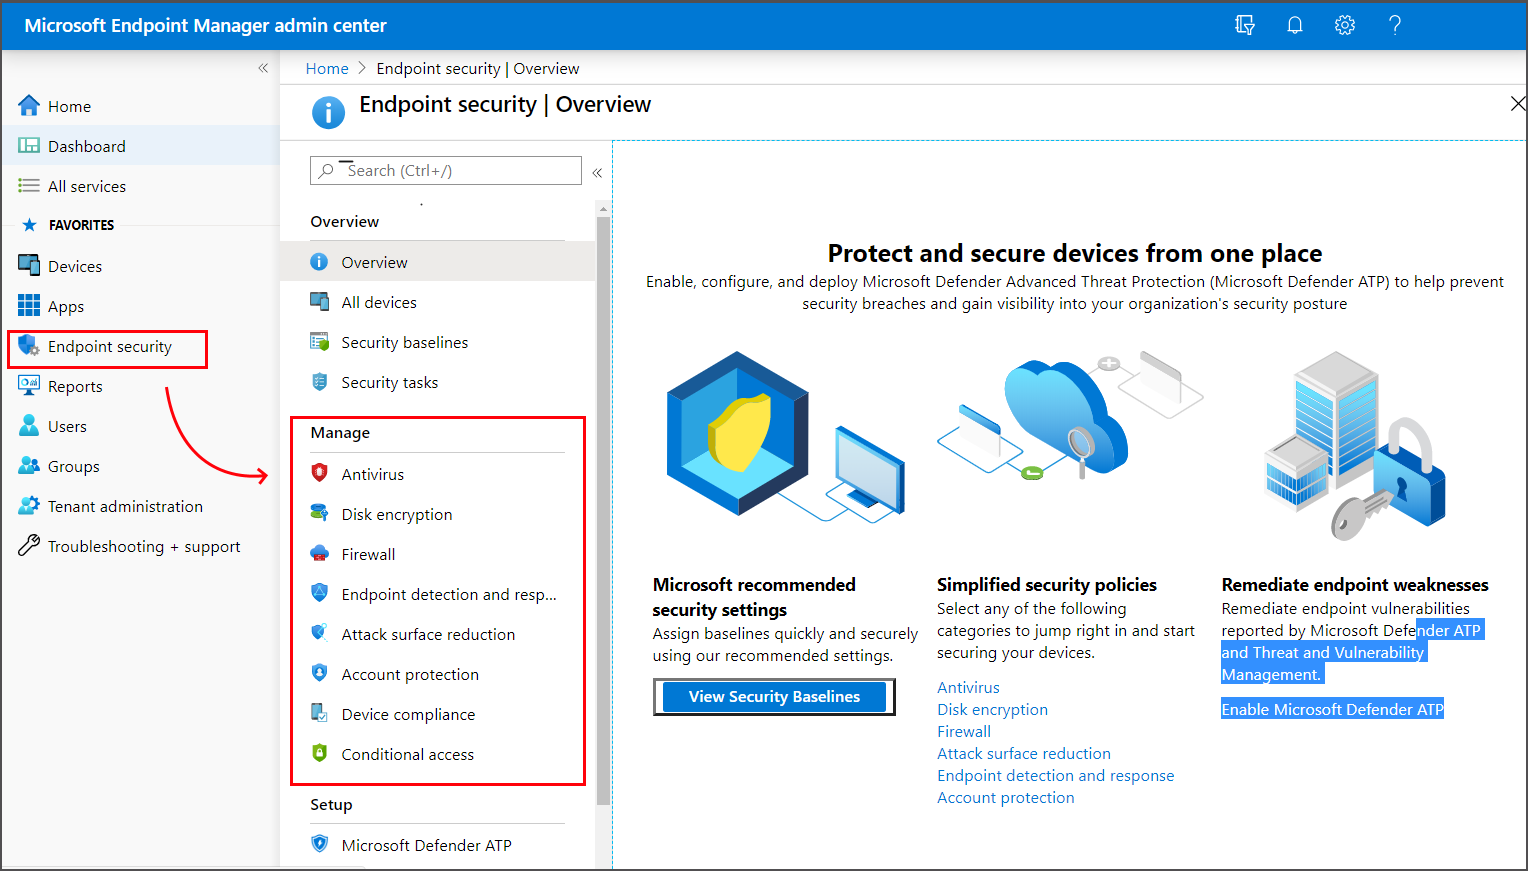 Microsoft Endpoint Manager admin center
Home
Dashboard
All services
FAVORITES
Devices
Apps
Endpoint security
Reports
Users
Groups
Tenant administration
Troubleshooting + support
Home > Endpoint security | Overview
Endpoint security | Overview
Search (Ctrl+/)
Overview
Overview
All devices
Security baselines
Security tasks
Manage
Antivirus
Disk encryption
Firewall
Endpoint detection and resp...
Attack surface reduction
Account protection
Device compliance
Conditional access
Setup
Microsoft Defender ATP
Protect and secure devices from one place
Enable, configure, and deploy Microsoft Defender Advanced Threat Protection (Microsoft Defender ATP) to help prevent
security breaches and gain visibility into your organization's security posture
Microsoft recommended
security settings
Assign baselines quickly and securely
using our recommended settings.
View Security Baselines
Simplified security policies
Select any of the following
categories to jump right in and start
securing your devices.
Antivirus
Disk encryption
Firewall
Attack surface reduction
Endpoint detection and response
Account protection
Remediate endpoint weaknesses
Remediate endpoint vulnerabilities
reported by Microsoft Defender ATP
and Threat and Vulnerability
Management.
Enable Microsoft Defender ATP